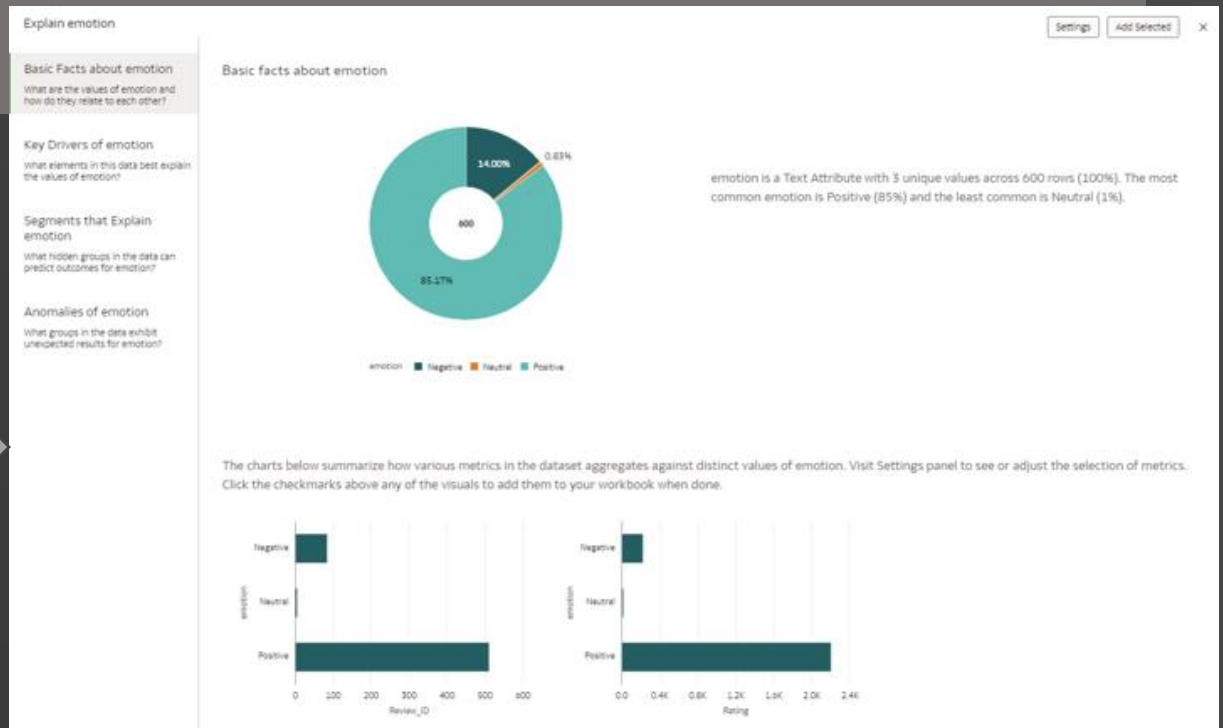 Explain emotion
Settings
Add Selected
×
Basic Facts about emotion
What are the values of emotion and
how do they relate to each other?
Key Drivers of emotion
What elements in this data best explain
the values of emotion?
Segments that Explain
emotion
What hidden groups in the data can
predict outcomes for emotion?
Anomalies of emotion
What groups in the data exhibit
unexpected results for emotion?
Basic facts about emotion
14.00%
0.83%
600
85.17%
emotion Negative Neutral Positive
emotion is a Text Attribute with 3 unique values across 600 rows (100%). The most
common emotion is Positive (85%) and the least common is Neutral (1%).
The charts below summarize how various metrics in the dataset aggregates against distinct values of emotion. Visit Settings panel to see or adjust the selection of metrics.
Click the checkmarks above any of the visuals to add them to your workbook when done.
emotion
Negative
Neutral
Positive
0 100 200 300 400 500 600
Review_ID
emotion
Negative
Neutral
Positive
0.0 0.4K 0.8K 1.2K 1.6K 2.0K 2.4K
Rating